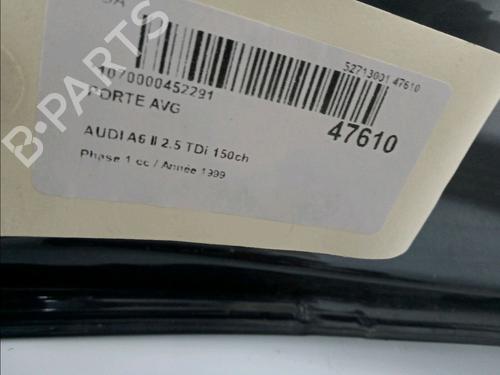 52713001 47610
1070000452291
PORTE AVG
47610
AUDI A6 II 2.5 TDi 150ch
Phase 1 cc / Année 1999
B-PARTS